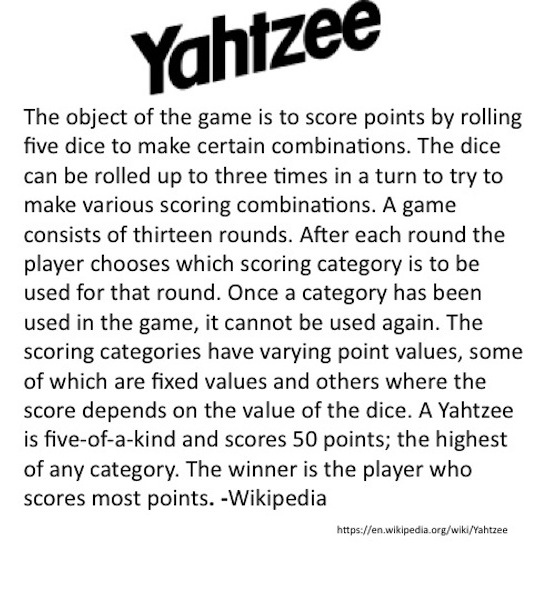 Yahtzee
The object of the game is to score points by rolling
five dice to make certain combinations. The dice
can be rolled up to three times in a turn to try to
make various scoring combinations. A game
consists of thirteen rounds. After each round the
player chooses which scoring category is to be
used for that round. Once a category has been
used in the game, it cannot be used again. The
scoring categories have varying point values, some
of which are fixed values and others where the
score depends on the value of the dice. A Yahtzee
is five-of-a-kind and scores 50 points; the highest
of any category. The winner is the player who
scores most points. -Wikipedia
https://en.wikipedia.org/wiki/Yahtzee